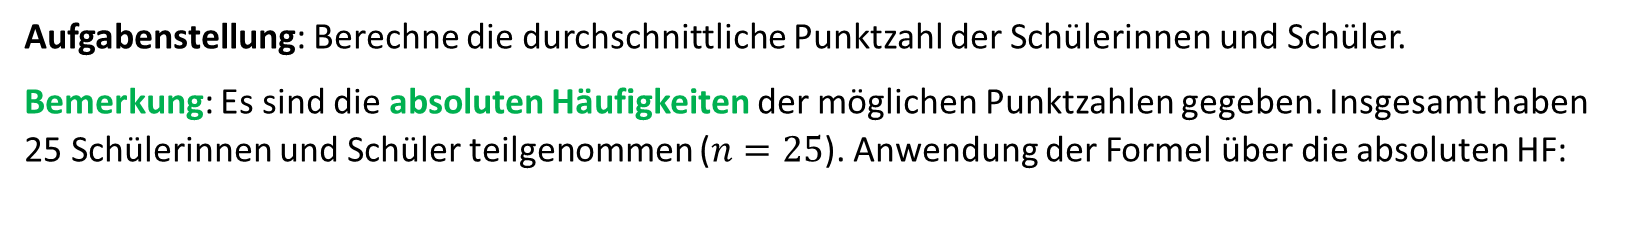 Aufgabenstellung: Berechne die durchschnittliche Punktzahl der Schülerinnen und Schüler.
Bemerkung: Es sind die absoluten Häufigkeiten der möglichen Punktzahlen gegeben. Insgesamt haben
25 Schülerinnen und Schüler teilgenommen (n = 25). Anwendung der Formel über die absoluten HF: